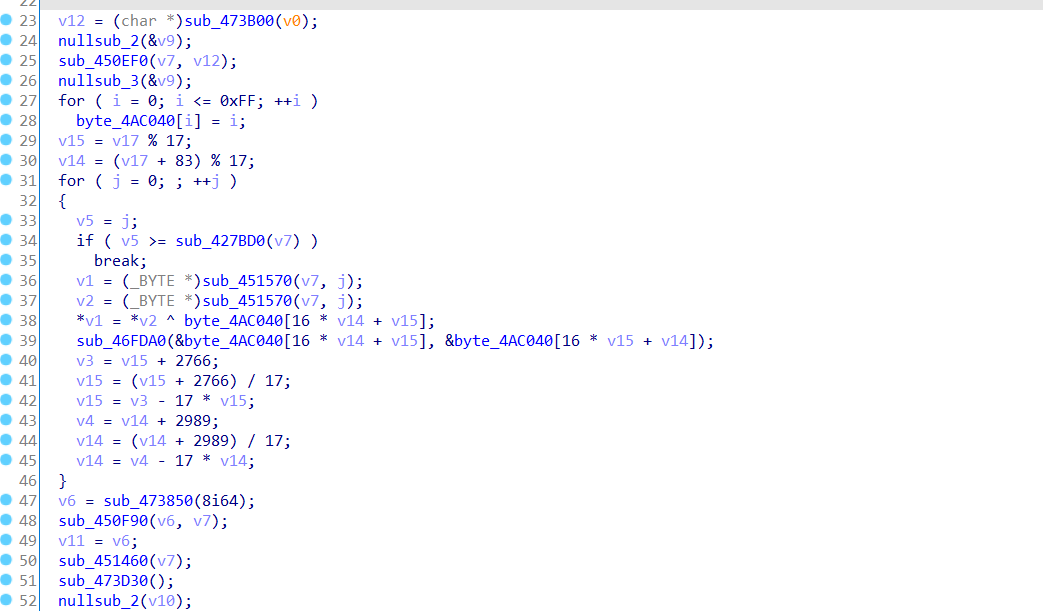 22
23 v12 = (char *)sub_473B00(v0);
24 nullsub_2(&v9);
25 sub_450EF0(v7, v12);
26 nullsub_3(&v9);
27 for ( i = 0; i <= 0xFF; ++i )
28 byte_4AC040[i] = i;
29 v15 = v17 % 17;
30 v14 = (v17 + 83) % 17;
31 for ( j = 0; ; ++j )
32 {
33 v5 = j;
34 if ( v5 >= sub_427BD0(v7) )
35 break;
36 v1 = (_BYTE *)sub_451570(v7, j);
37 v2 = (_BYTE *)sub_451570(v7, j);
38 *v1 = *v2 ^ byte_4AC040[16 * v14 + v15];
39 sub_46FDA0(&byte_4AC040[16 * v14 + v15], &byte_4AC040[16 * v15 + v14]);
40 v3 = v15 + 2766;
41 v15 = (v15 + 2766) / 17;
42 v15 = v3 - 17 * v15;
43 v4 = v14 + 2989;
44 v14 = (v14 + 2989) / 17;
45 v14 = v4 - 17 * v14;
46 }
47 v6 = sub_473850(8i64);
48 sub_450F90(v6, v7);
49 v11 = v6;
50 sub_451460(v7);
51 sub_473D30();
52 nullsub_2(v10);